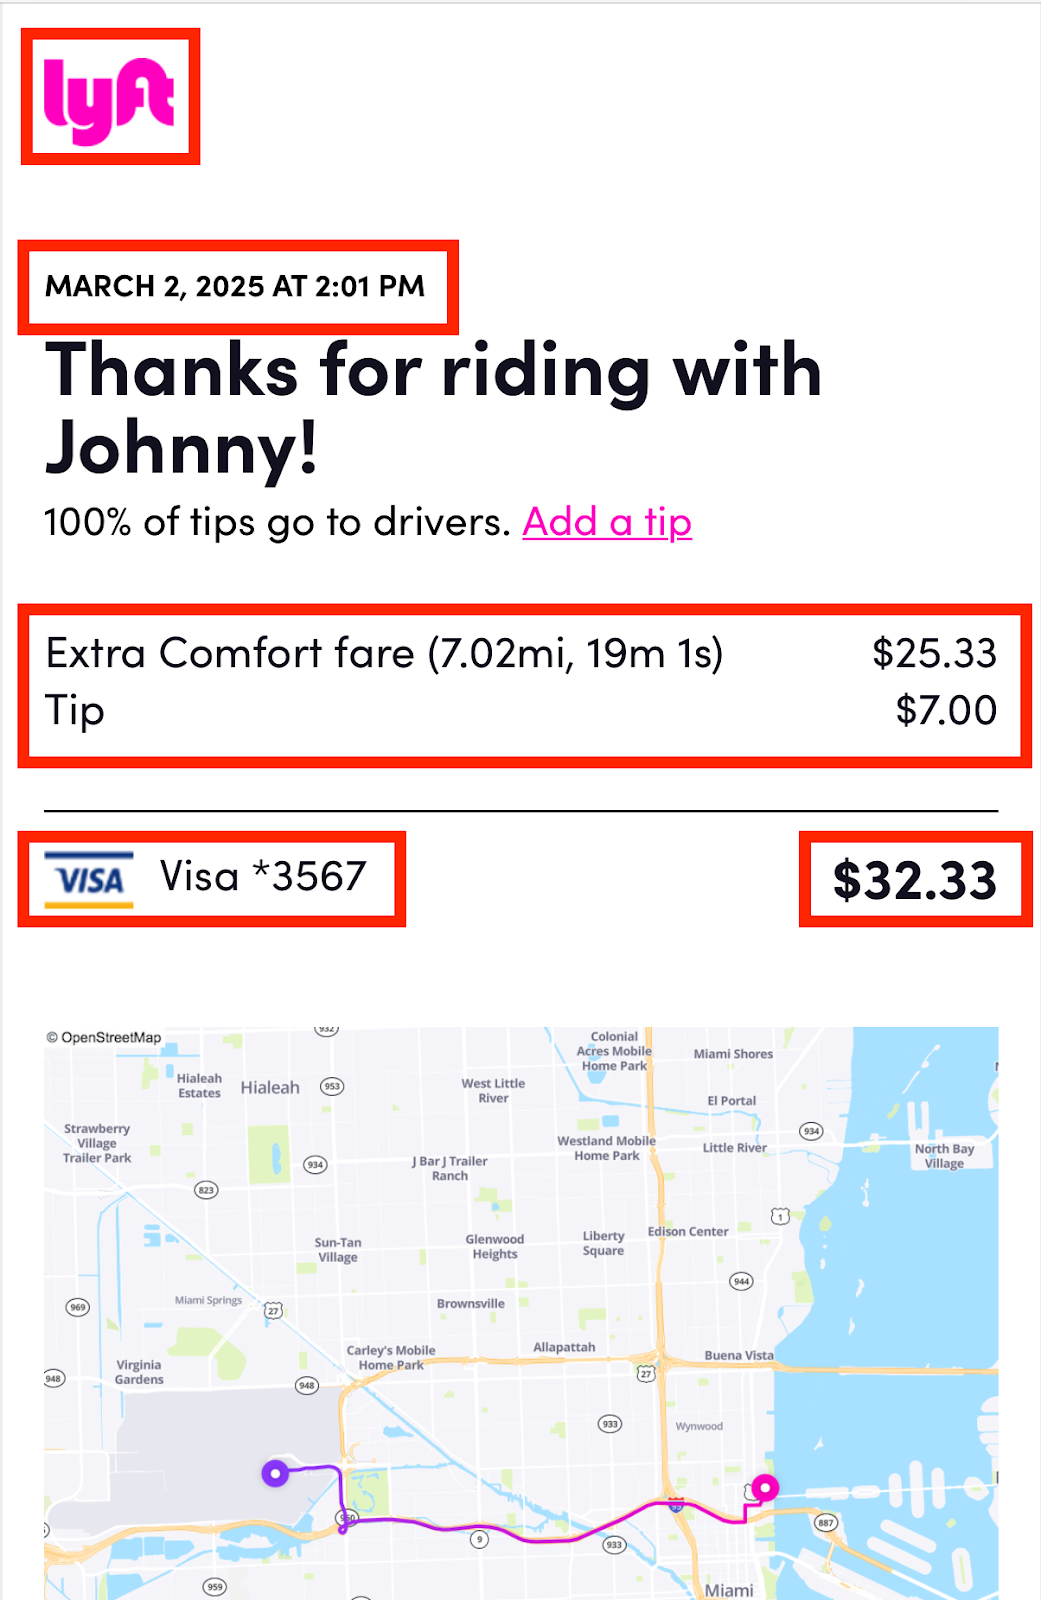 lyft
MARCH 2, 2025 AT 2:01 PM
Thanks for riding with
Johnny!
100% of tips go to drivers. Add a tip
Extra Comfort fare (7.02mi, 19m 1s) $25.33
Tip $7.00
VISA Visa *3567 $32.33
© OpenStreetMap
932
Colonial
Acres Mobile
Home Park
Miami Shores
Hialeah
Estates
Hialeah
953
West Little
River
El Portal
Strawberry
Village
Trailer Park
934
Westland Mobile
Home Park
Little River
North Bay
Village
J Bar J Trailer
Ranch
934
823
1
Sun-Tan
Village
Glenwood
Heights
Liberty
Square
Edison Center
944
Miami Springs
27
969
Brownsville
Carley's Mobile
Home Park
Allapattah
Buena Vista
Virginia
Gardens
948
948
27
933
Wynwood
95
887
9
933
959
Miami